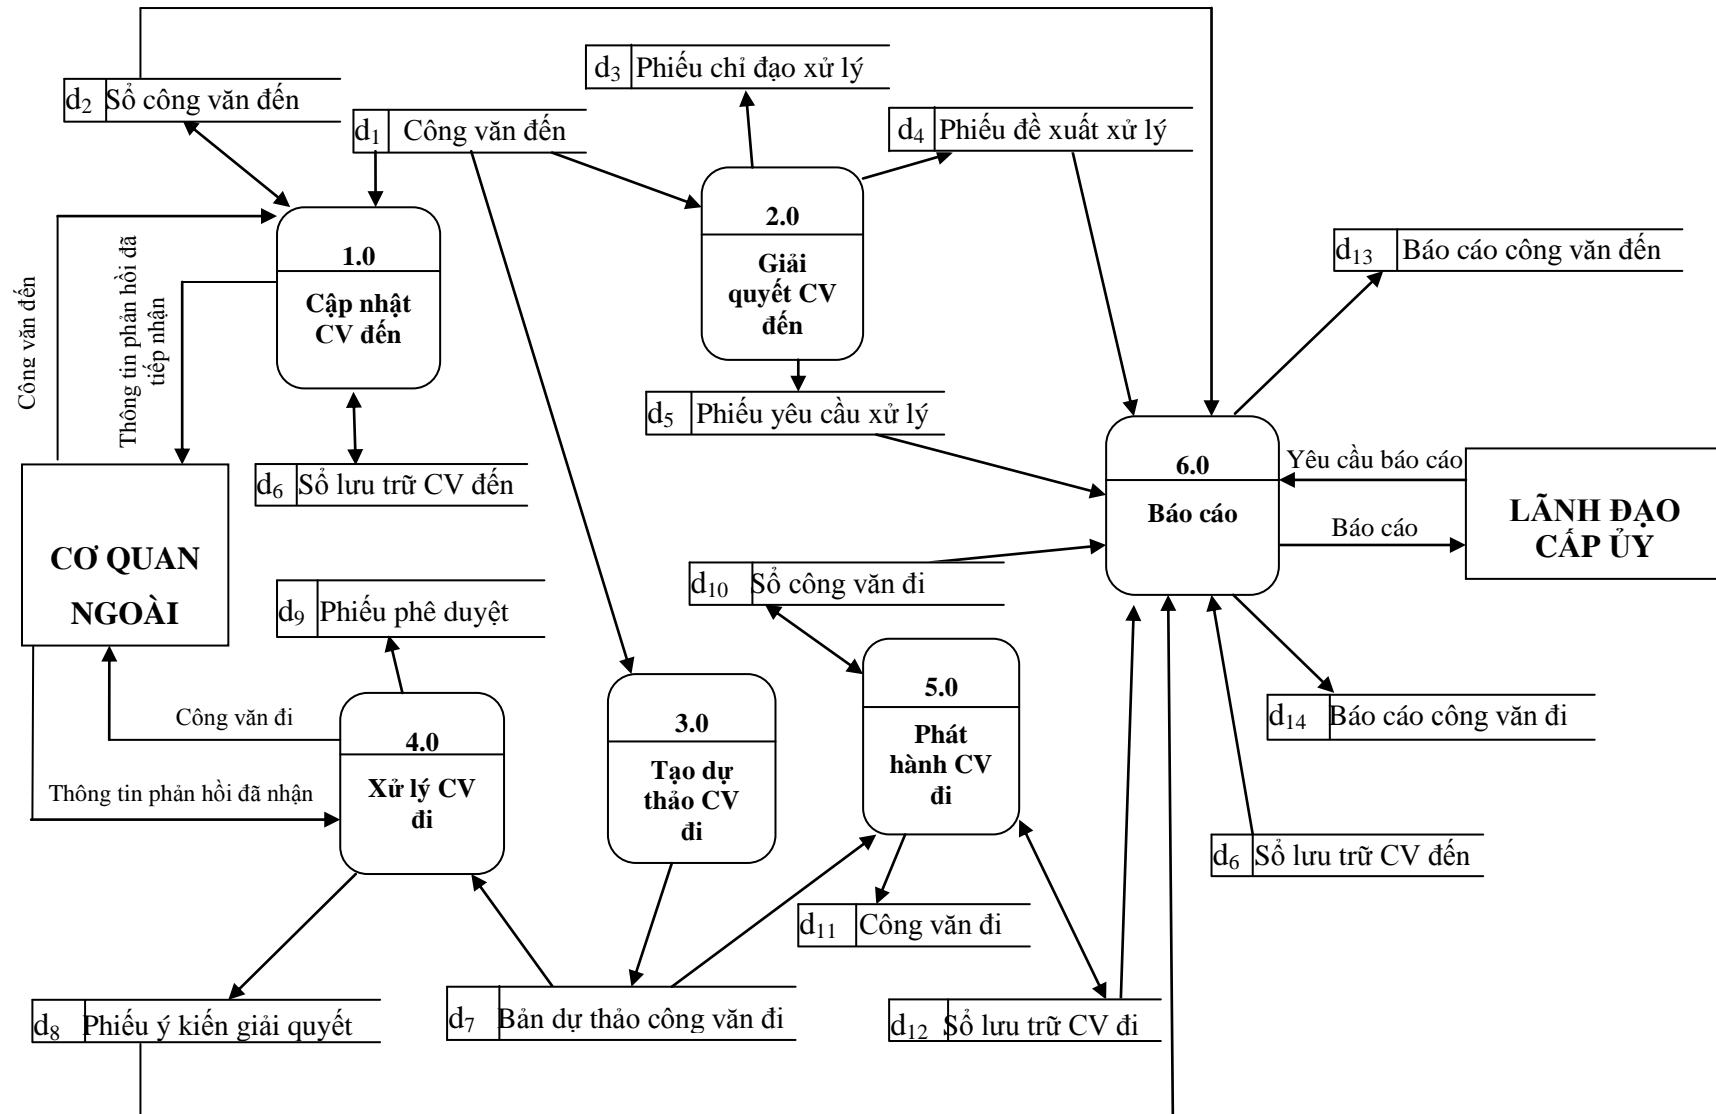 d3 Phiếu chỉ đạo xử lý
d2 Sổ công văn đến
d1 Công văn đến
d4 Phiếu đề xuất xử lý
2.0
Giải
quyết CV
đến
1.0
Cập nhật
CV đến
d13 Báo cáo công văn đến
Công văn đến
Thông tin phản hồi đã
tiếp nhận
d5 Phiếu yêu cầu xử lý
6.0
Báo cáo
Yêu cầu báo cáo
Báo cáo
LÃNH ĐẠO
CẤP ỦY
d6 Sổ lưu trữ CV đến
CƠ QUAN
NGOÀI
d9 Phiếu phê duyệt
d10 Sổ công văn đi
5.0
Phát
hành CV
đi
3.0
Tạo dự
thảo CV
đi
Công văn đi
4.0
Xử lý CV
đi
Thông tin phản hồi đã nhận
d14 Báo cáo công văn đi
d6 Sổ lưu trữ CV đến
d11 Công văn đi
d8 Phiếu ý kiến giải quyết
d7 Bản dự thảo công văn đi
d12 Sổ lưu trữ CV đi